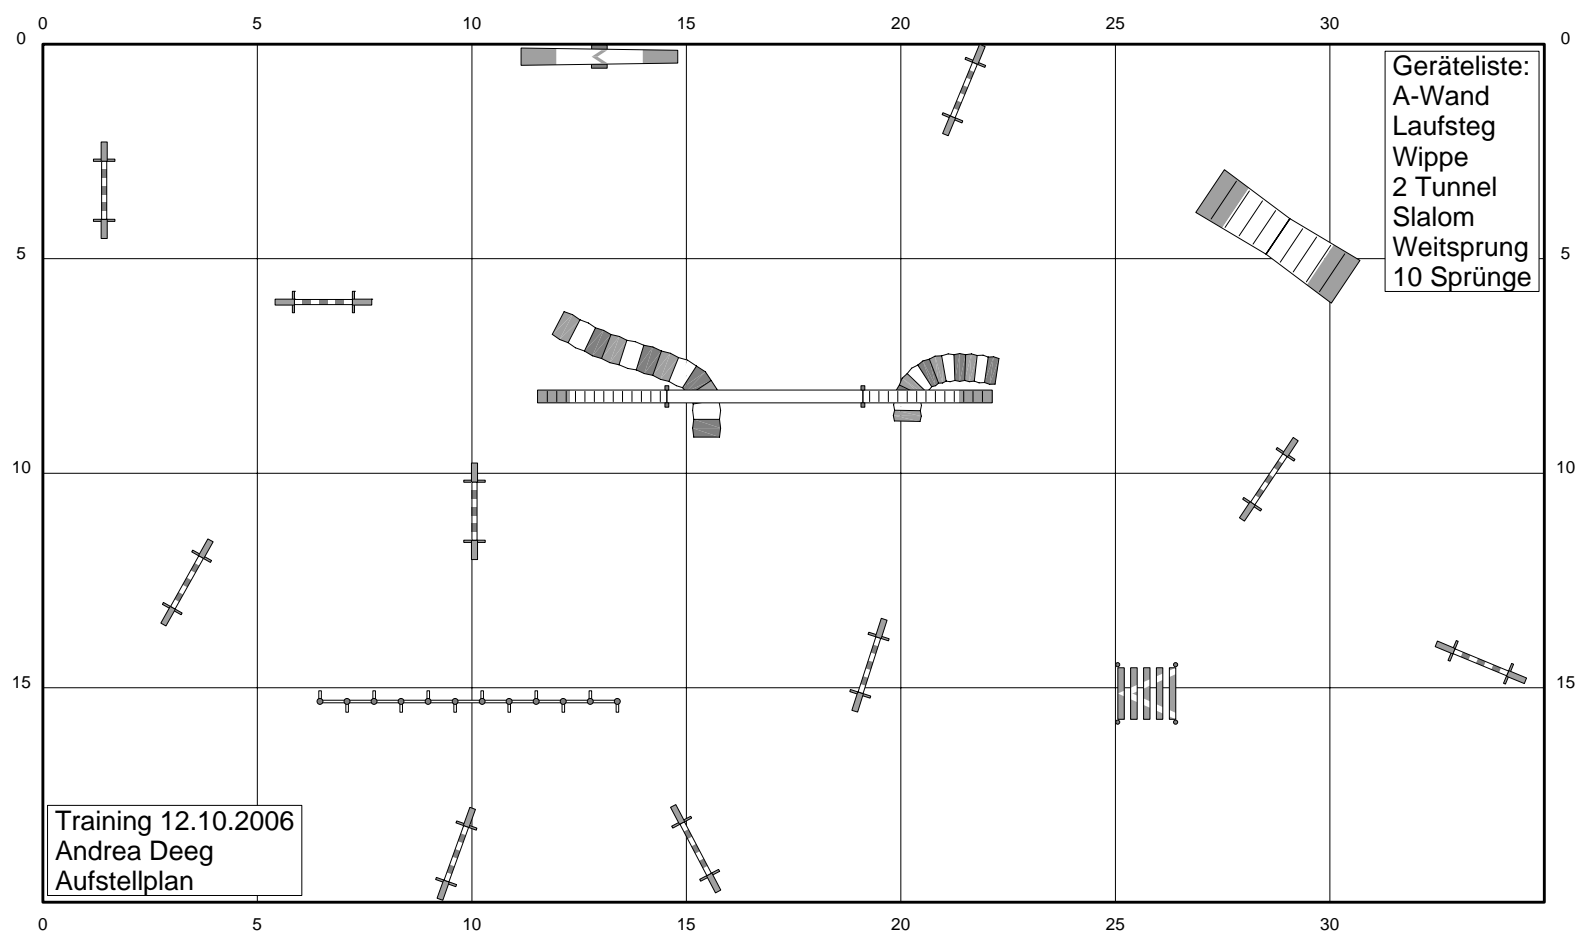 0 5 10 15 20 25 30
0 0
Geräteliste:
A-Wand
Laufsteg
Wippe
2 Tunnel
Slalom
Weitsprung
10 Sprünge
5 5
10 10
15 15
Training 12.10.2006
Andrea Deeg
Aufstellplan
0 5 10 15 20 25 30